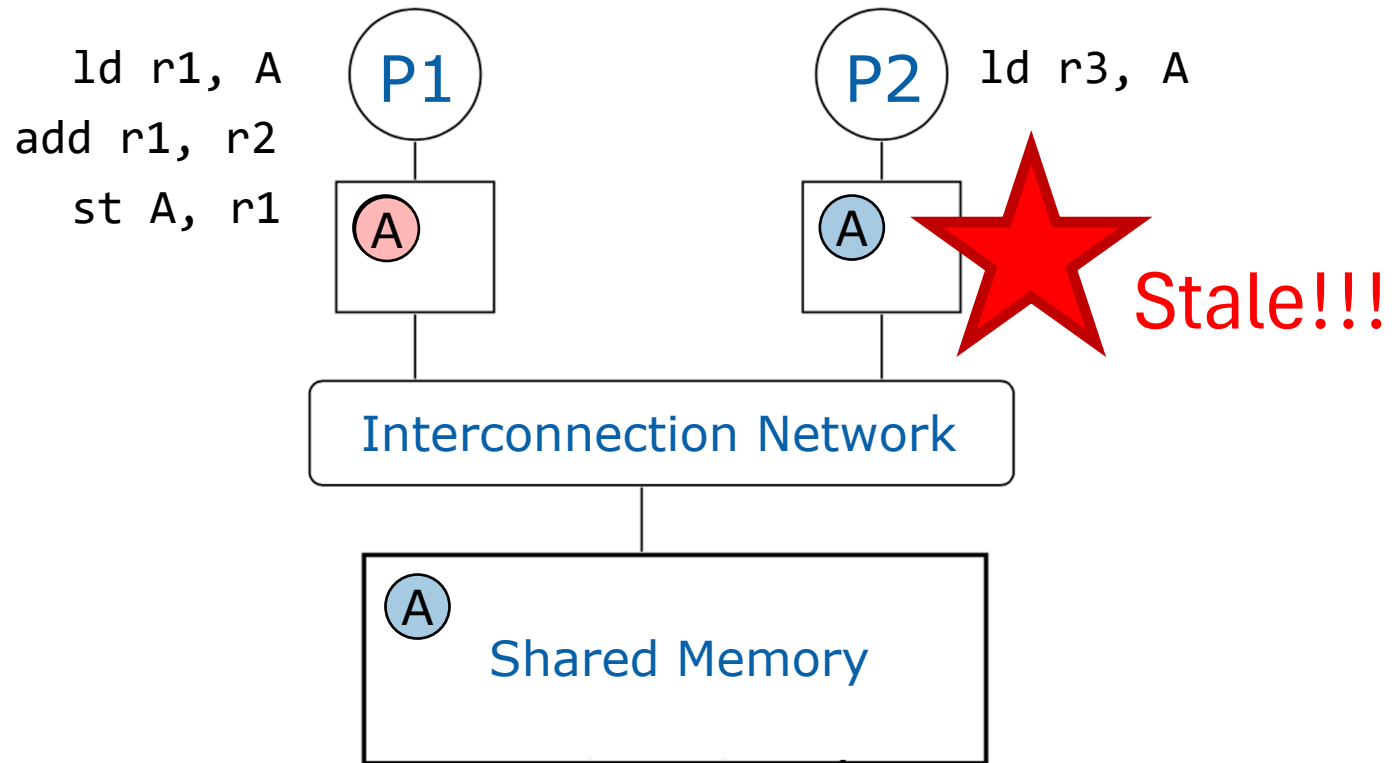 ld r1, A
add r1, r2
st A, r1
P1
P2
ld r3, A
A
A
Stale!!!
Interconnection Network
A
Shared Memory